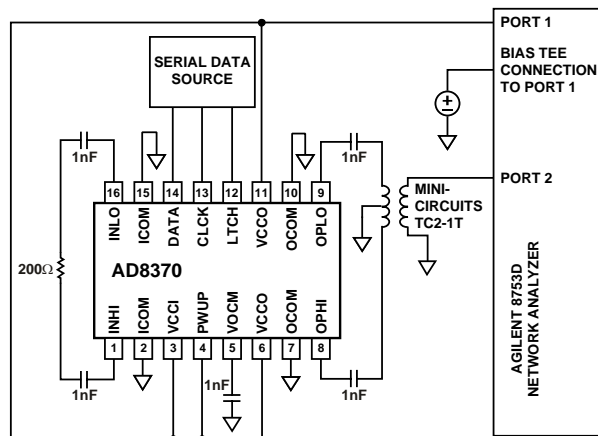 PORT 1
BIAS TEE
CONNECTION
TO PORT 1
SERIAL DATA
SOURCE
1nF
1nF
16 15 14 13 12 11 10 9
INLO ICOM DATA CLCK LTCH VCCO OCOM OPLO
PORT 2
MINI-
CIRCUITS
TC2-1T
200Ω
AD8370
INHI ICOM VCCI PWUP VOCM VCCO OCOM OPHI
1 2 3 4 5 6 7 8
1nF
1nF
1nF
AGILENT 8753D
NETWORK ANALYZER